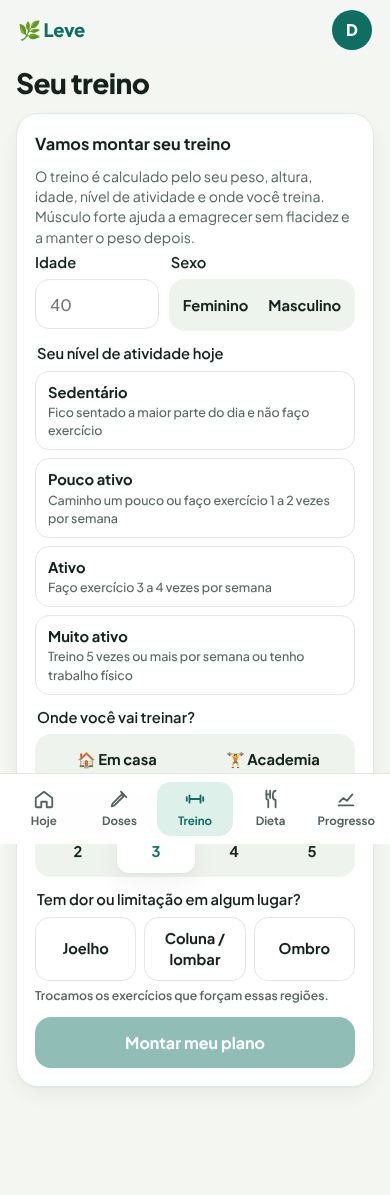 Leve
D
Seu treino
Vamos montar seu treino
O treino é calculado pelo seu peso, altura,
idade, nível de atividade e onde você treina.
Músculo forte ajuda a emagrecer sem flacidez e
a manter o peso depois.
Idade
Sexo
40
Feminino
Masculino
Seu nível de atividade hoje
Sedentário
Fico sentado a maior parte do dia e não faço
exercício
Pouco ativo
Caminho um pouco ou faço exercício 1 a 2 vezes
por semana
Ativo
Faço exercício 3 a 4 vezes por semana
Muito ativo
Treino 5 vezes ou mais por semana ou tenho
trabalho físico
Onde você vai treinar?
Em casa
Academia
Hoje
Doses
Treino
Dieta
Progresso
2
3
4
5
Tem dor ou limitação em algum lugar?
Joelho
Coluna /
lombar
Ombro
Trocamos os exercícios que forçam essas regiões.
Montar meu plano